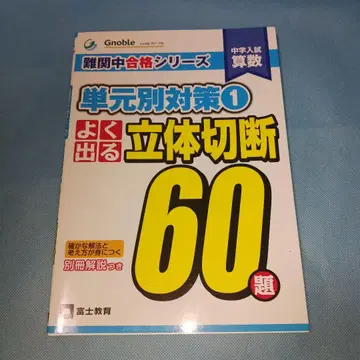 Gnoble
難関中合格シリーズ
中学入試
算数
単元別対策1
よく
出る
立体切断
60題
確かな解法と
考え方が身につく
別冊解説つき
富士教育